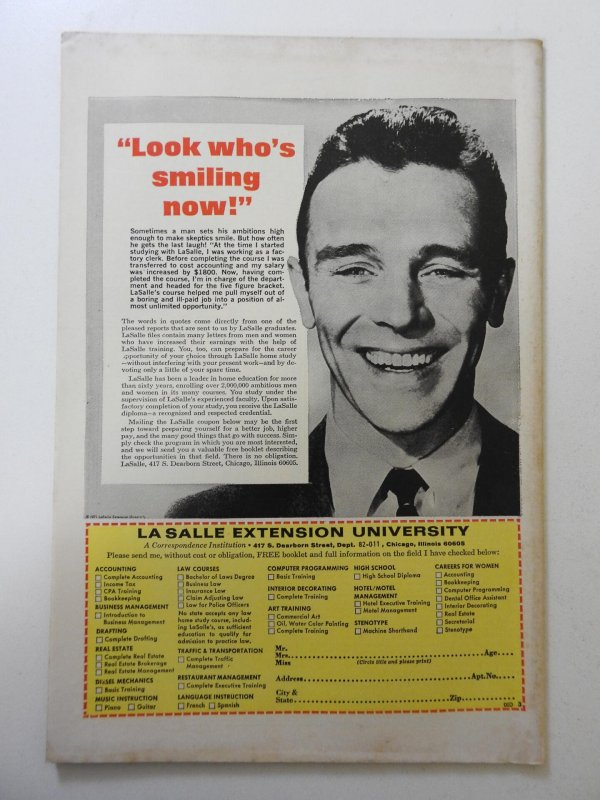 “Look who’s
smiling
now!”
Sometimes a man sets his ambitions high
enough to make skeptics smile. But how often
he gets the last laugh! “At the time I started
studying with LaSalle, I was working as a fac-
tory clerk. Before completing the course I was
transferred to cost accounting and my salary
was increased by $1800. Now, having com-
pleted the course, I’m in charge of the depart-
ment and headed for the five figure bracket.
LaSalle’s course helped me pull myself out of
a boring and ill-paid job into a position of al-
most unlimited opportunity.”
The words in quotes come directly from one of the
pleased reports that are sent to us by LaSalle graduates.
LaSalle files contain many letters from men and women
who have increased their earnings with the help of
LaSalle training. You, too, can prepare for the career
opportunity of your choice through LaSalle home study
—without interfering with your present work—and by de-
voting only a little of your spare time.
LaSalle has been a leader in home education for more
than sixty years, enrolling over 2,000,000 ambitious men
and women in its many courses. You study under the
supervision of LaSalle’s experienced faculty. Upon satis-
factory completion of your study, you receive the LaSalle
diploma—a recognized and respected credential.
Mailing the LaSalle coupon below may be the first
step toward preparing yourself for a better job, higher
pay, and the many good things that go with success. Sim-
ply check the program in which you are most interested,
and we will send you a valuable free booklet describing
the opportunities in that field. There is no obligation.
LaSalle, 417 S. Dearborn Street, Chicago, Illinois 60605.
LA SALLE EXTENSION UNIVERSITY
A Correspondence Institution • 417 S. Dearborn Street, Dept. 82-011, Chicago, Illinois 60605
Please send me, without cost or obligation, FREE booklet and full information on the field I have checked below:
ACCOUNTING
Complete Accounting
Income Tax
CPA Training
Bookkeeping
BUSINESS MANAGEMENT
Introduction to
Business Management
DRAFTING
Complete Drafting
REAL ESTATE
Complete Real Estate
Real Estate Brokerage
Real Estate Management
DIESEL MECHANICS
Basic Training
MUSIC INSTRUCTION
Piano Guitar
LAW COURSES
Bachelor of Laws Degree
Business Law
Insurance Law
Claim Adjusting Law
Law for Police Officers
No state accepts any law
home study course, includ-
ing LaSalle’s, as sufficient
education to qualify for
admission to practice law.
TRAFFIC & TRANSPORTATION
Complete Traffic
Management
RESTAURANT MANAGEMENT
Complete Executive Training
LANGUAGE INSTRUCTION
French Spanish
COMPUTER PROGRAMMING
Basic Training
INTERIOR DECORATING
Complete Training
ART TRAINING
Commercial Art
Oil, Water Color Painting
Complete Training
HIGH SCHOOL
High School Diploma
HOTEL/MOTEL
MANAGEMENT
Hotel Executive Training
Motel Management
STENOTYPE
Machine Shorthand
CAREERS FOR WOMEN
Accounting
Bookkeeping
Computer Programming
Dental Office Assistant
Interior Decorating
Real Estate
Secretarial
Stenotype
Mr.
Mrs. Age
Miss (Circle title and please print)
Address Apt.No.
City &
State Zip